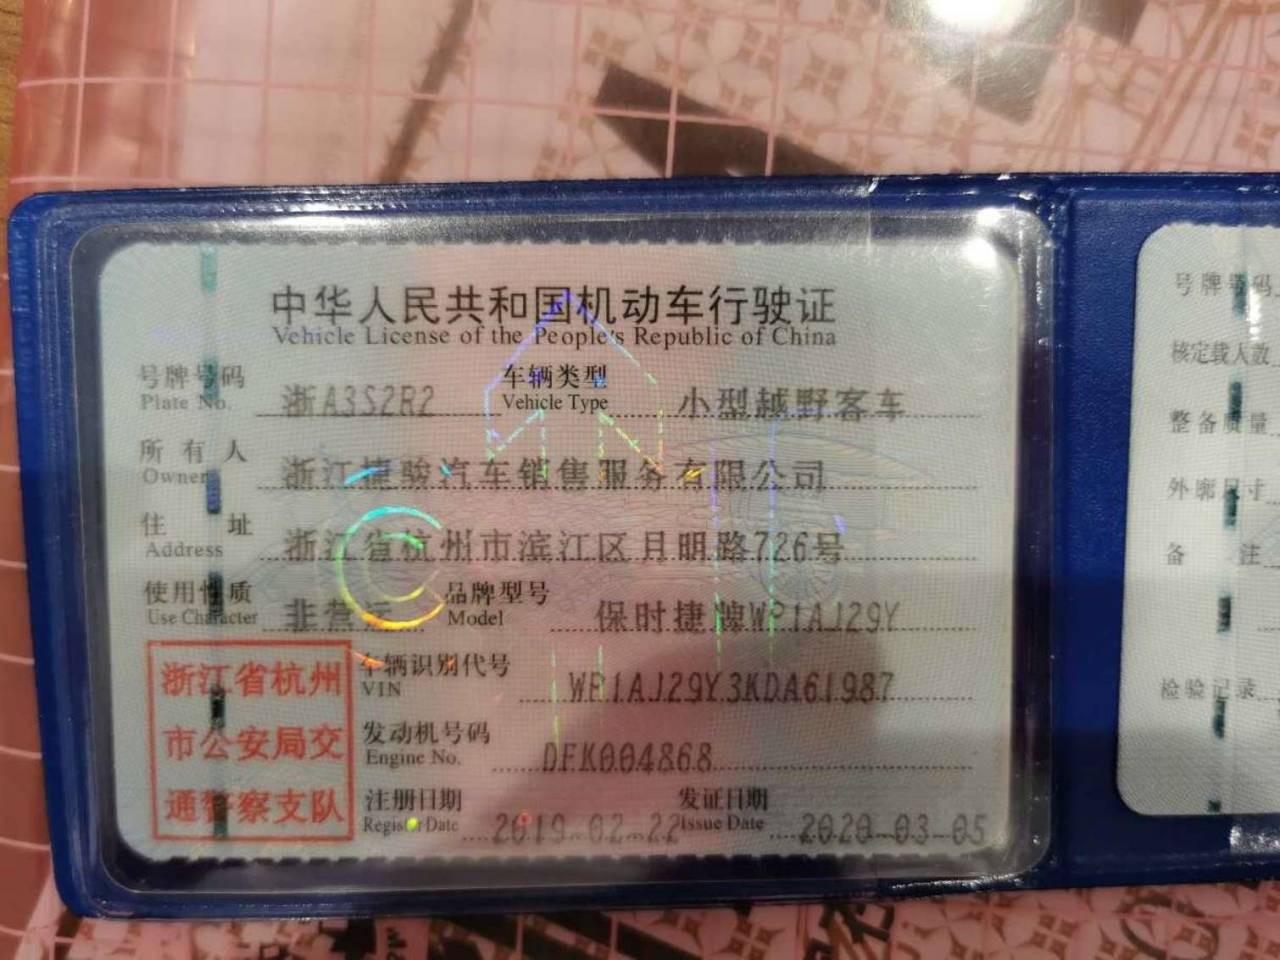 中华人民共和国机动车行驶证
Vehicle License of the People's Republic of China
号牌号码 浙A3S2R2 车辆类型 小型越野客车
Plate No. Vehicle Type
所有人 浙江捷骏汽车销售服务有限公司
Owner
住址 浙江省杭州市滨江区月明路726号
Address
使用性质 非营运 品牌型号 保时捷牌WP1AJ29Y
Use Character Model
车辆识别代号 WP1AJ29Y3KDA61987
VIN
发动机号码 DFK004868
Engine No.
注册日期 2019-02-22 发证日期 2020-03-05
Register Date Issue Date
浙江省杭州
市公安局交
通警察支队
号牌号码
核定载人数
整备质量
外廓尺寸
备注
检验记录